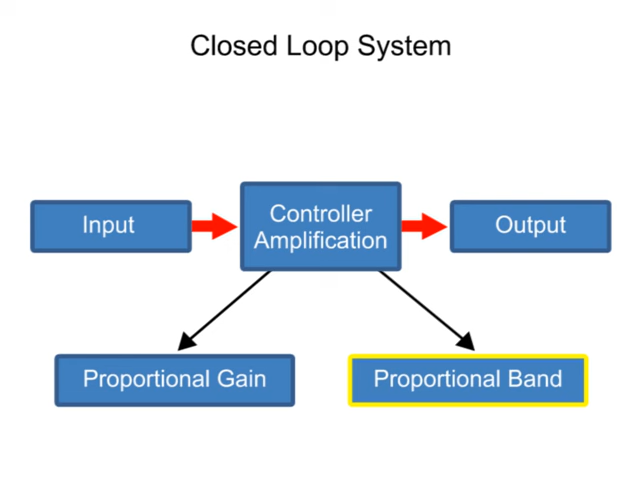 Closed Loop System
Input
Controller
Amplification
Output
Proportional Gain
Proportional Band